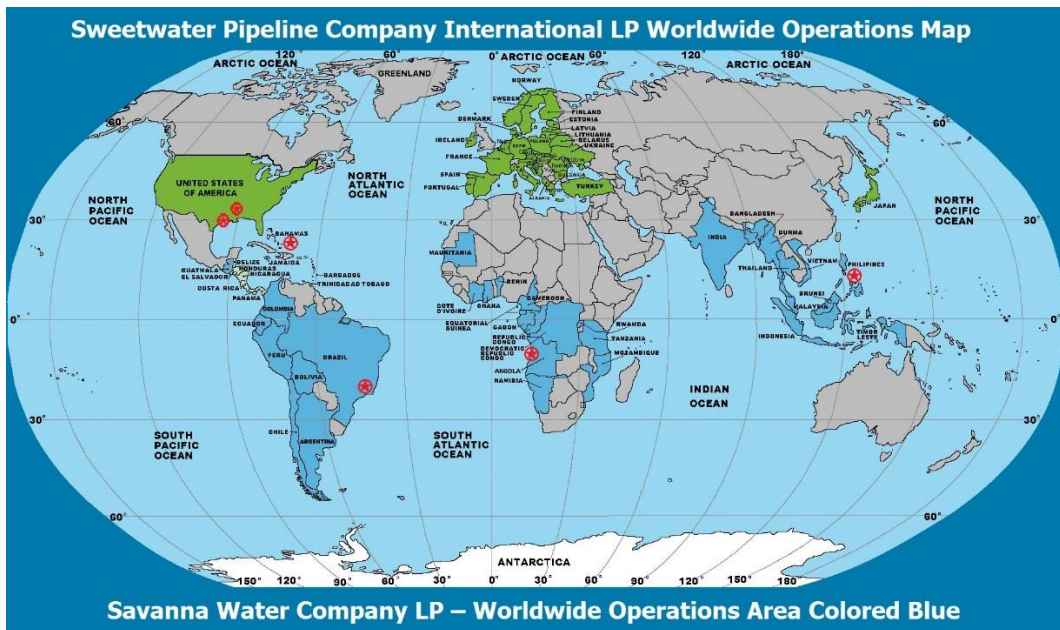 Sweetwater Pipeline Company International LP Worldwide Operations Map
120° 60° 0° 60° 120° 180°
ARCTIC OCEAN
ARCTIC OCEAN
ARCTIC OCEAN
GREENLAND
NORWAY
SWEDEN
FINLAND
ESTONIA
60°
DENMARK
LATVIA
60°
LITHUANIA
IRELAND
BELARUS
UKRAINE
POLAND
FRANCE
BULGARIA
SPAIN
PORTUGAL
TURKEY
ALBANIA
UNITED STATES
OF AMERICA
NORTH
ATLANTIC
OCEAN
NORTH
PACIFIC
OCEAN
JAPAN
NORTH
PACIFIC
OCEAN
30°
30°
BANGLADESH
BURMA
INDIA
BAHAMAS
MAURITANIA
BELIZE
JAMAICA
GUATMALA
HONDURAS
EL SALVADOR
NICARAGUA
BARBADOS
COSTA RICA
TRINIDADAD TOBAGO
PANAMA
THAILAND
VIETNAM
PHILIPINES
BENIN
CAMEROON
COLOMBIA
COTE
D'IVOIRE
GHANA
BRUNEI
MALAYSIA
0°
0°
ECUADOR
EQUATORIAL
GUINEA
GABON
REPUBLIC
CONGO
DEMOCRATIC
REPUBLIC
CONGO
RWANDA
TANZANIA
MOZAMBIQUE
INDONESIA
TIMOR
LESTE
PERU
BRAZIL
BOLIVIA
ANGOLA
NAMIBIA
INDIAN
OCEAN
30°
30°
SOUTH
PACIFIC
OCEAN
CHILE
ARGENTINA
SOUTH
ATLANTIC
OCEAN
60°
60°
ANTARCTICA
150° 120° 90° 60° 30° 0° 30° 60° 90° 120° 150° 180°
Savanna Water Company LP – Worldwide Operations Area Colored Blue